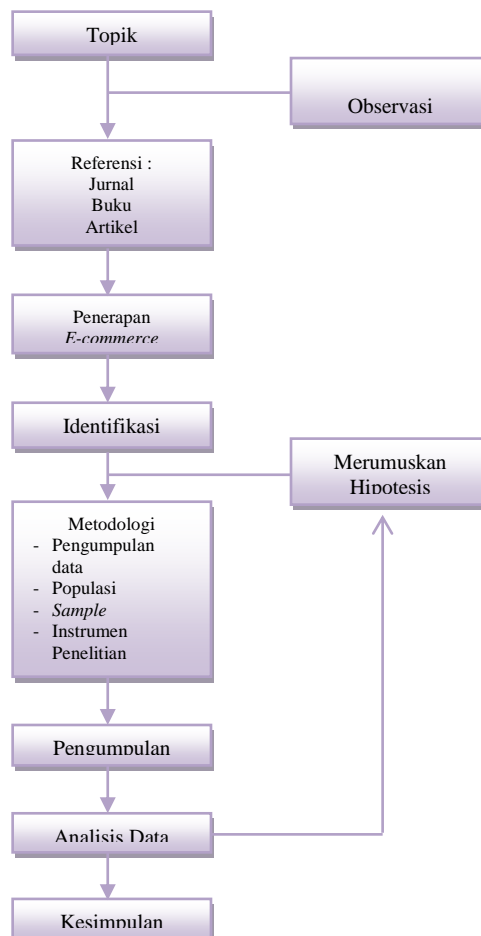 Topik
Observasi
Referensi :
Jurnal
Buku
Artikel
Penerapan
E-commerce
Identifikasi
Merumuskan
Hipotesis
Metodologi
- Pengumpulan
data
- Populasi
- Sample
- Instrumen
Penelitian
Pengumpulan
Analisis Data
Kesimpulan